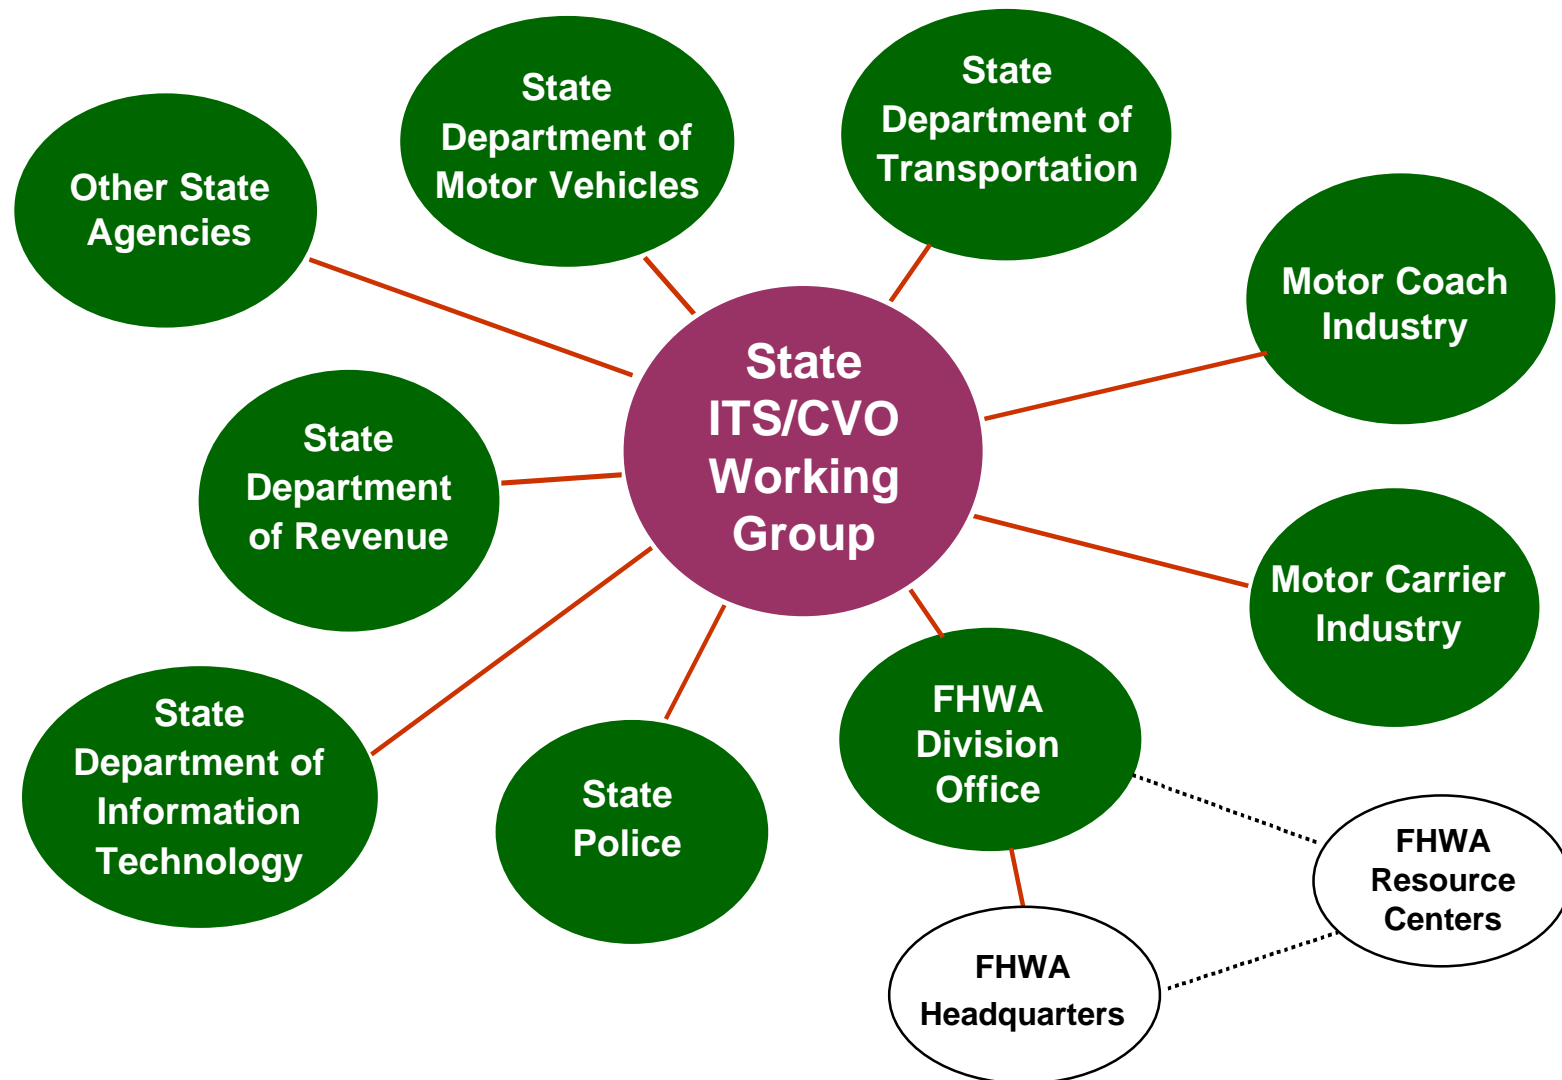 State
Department of
Motor Vehicles
State
Department of
Transportation
Other State
Agencies
Motor Coach
Industry
State
ITS/CVO
Working
Group
State
Department
of Revenue
Motor Carrier
Industry
State
Department of
Information
Technology
State
Police
FHWA
Division
Office
FHWA
Resource
Centers
FHWA
Headquarters